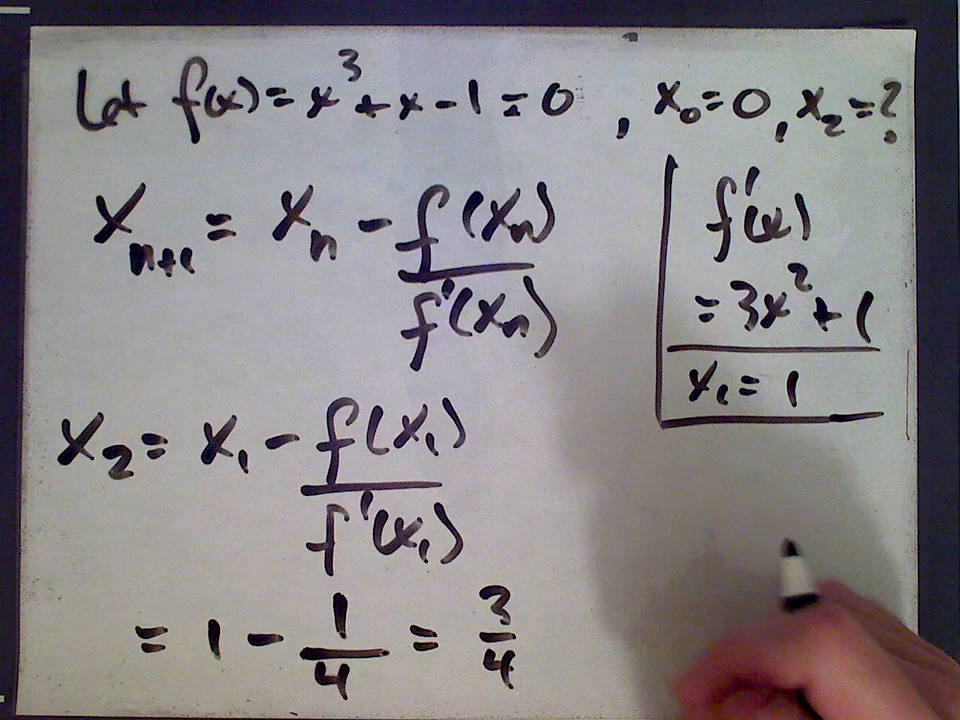 Let f(x) = x³ + x - 1 = 0 , x₀ = 0, x₂ = ?
xₙ₊₁ = xₙ - f(xₙ) / f'(xₙ)
f'(x)
= 3x² + 1
x₁ = 1
x₂ = x₁ - f(x₁) / f'(x₁)
= 1 - 1/4 = 3/4